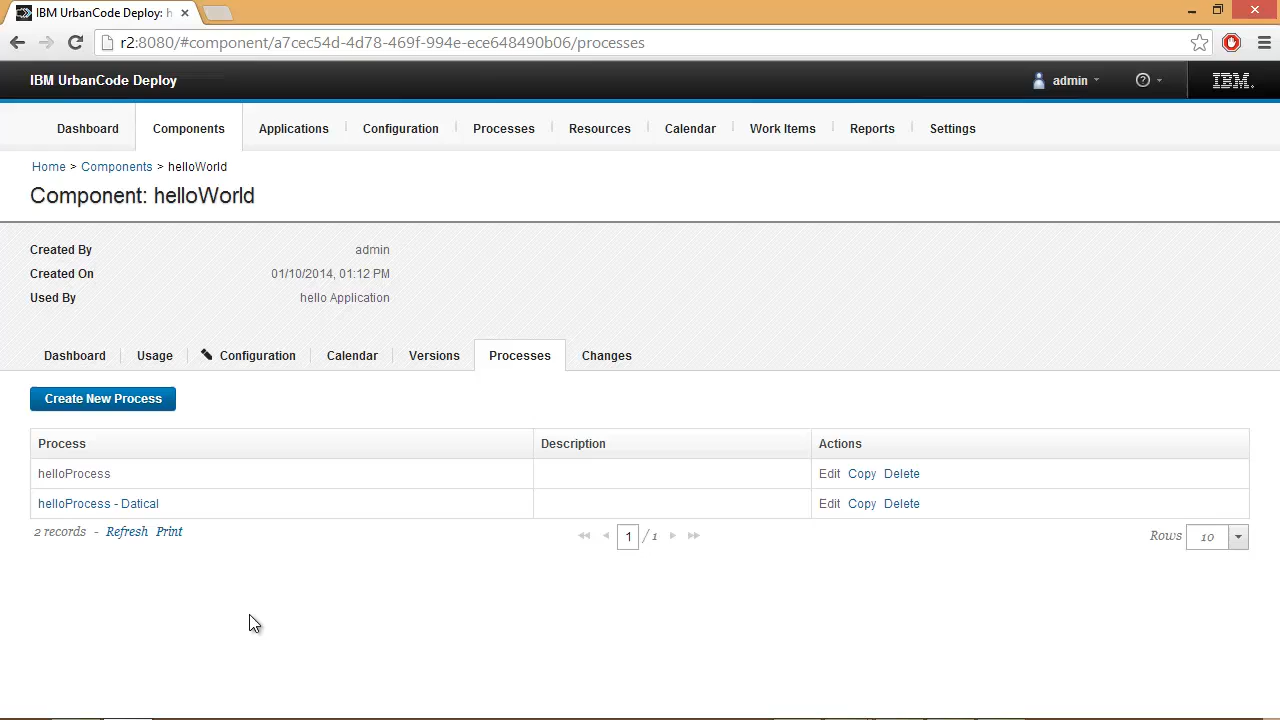 IBM UrbanCode Deploy: h
r2:8080/#component/a7cec54d-4d78-469f-994e-ece648490b06/processes
IBM UrbanCode Deploy admin ? IBM.
Dashboard Components Applications Configuration Processes Resources Calendar Work Items Reports Settings
Home > Components > helloWorld
Component: helloWorld
Created By admin
Created On 01/10/2014, 01:12 PM
Used By hello Application
Dashboard Usage Configuration Calendar Versions Processes Changes
Create New Process
Process Description Actions
helloProcess Edit Copy Delete
helloProcess - Datical Edit Copy Delete
2 records - Refresh Print 1 / 1 Rows 10